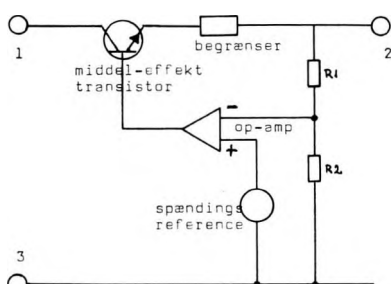 1
begrænser
2
middel-effekt
transistor
R1
-
op-amp
+
R2
spændings
reference
3